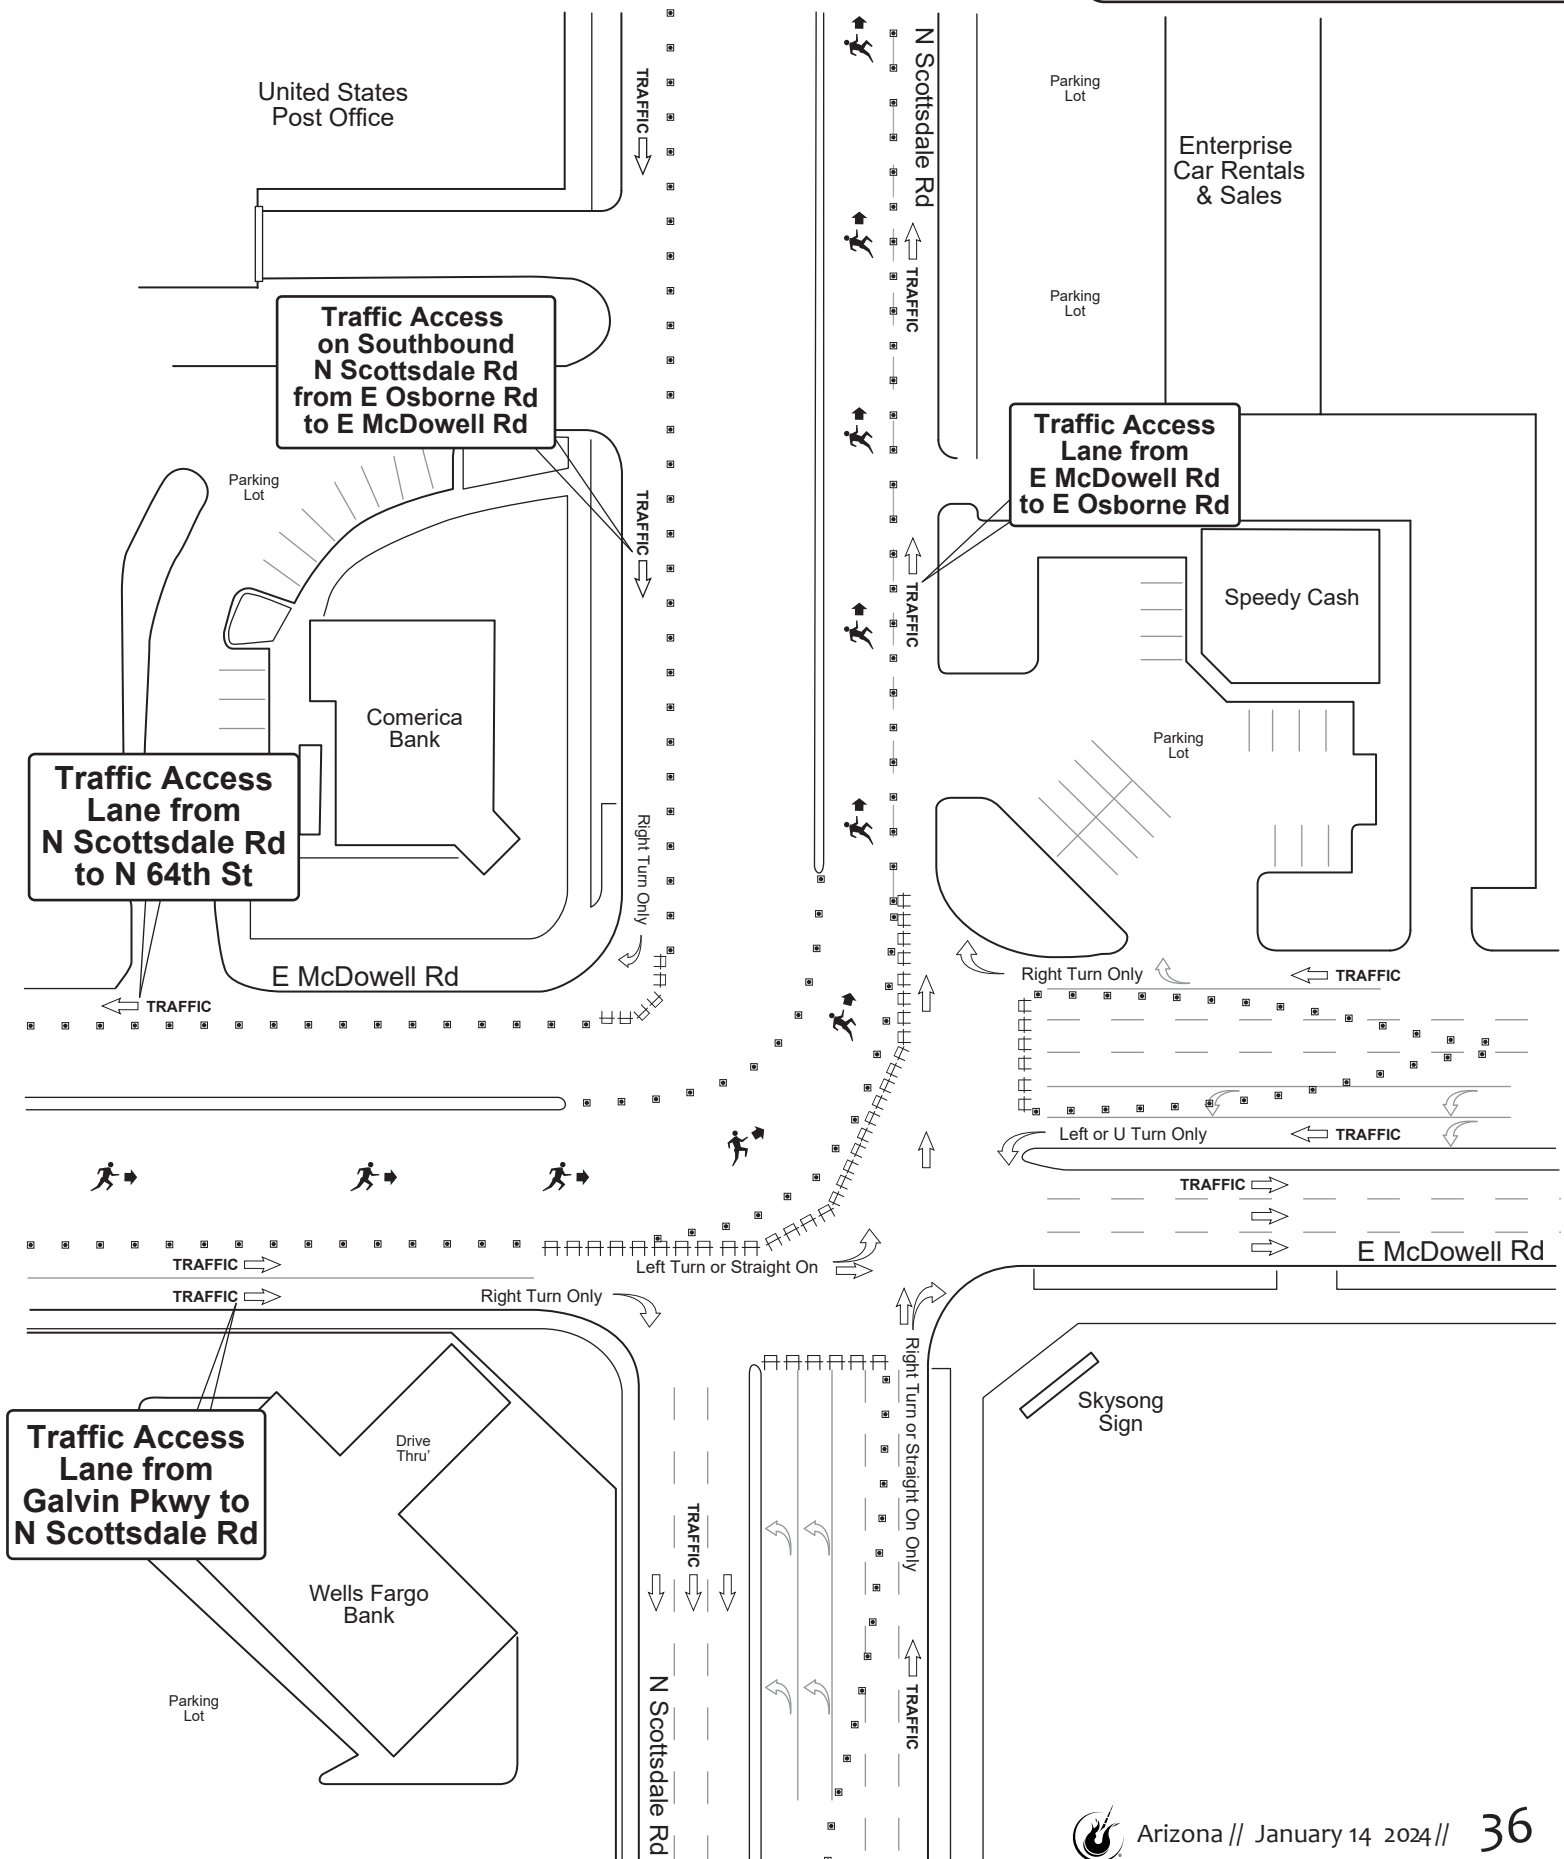 United States
Post Office
TRAFFIC
N Scottsdale Rd
Parking
Lot
Enterprise
Car Rentals
& Sales
TRAFFIC
Parking
Lot
Traffic Access
on Southbound
N Scottsdale Rd
from E Osborne Rd
to E McDowell Rd
Traffic Access
Lane from
E McDowell Rd
to E Osborne Rd
Parking
Lot
TRAFFIC
TRAFFIC
Speedy Cash
Comerica
Bank
Parking
Lot
Traffic Access
Lane from
N Scottsdale Rd
to N 64th St
Right Turn Only
E McDowell Rd
Right Turn Only
TRAFFIC
TRAFFIC
Left or U Turn Only
TRAFFIC
TRAFFIC
E McDowell Rd
TRAFFIC
Left Turn or Straight On
TRAFFIC
Right Turn Only
Right Turn or Straight On Only
Skysong
Sign
Traffic Access
Lane from
Galvin Pkwy to
N Scottsdale Rd
Drive
Thru'
TRAFFIC
Wells Fargo
Bank
Parking
Lot
N Scottsdale Rd
TRAFFIC
Arizona // January 14 2024 // 36